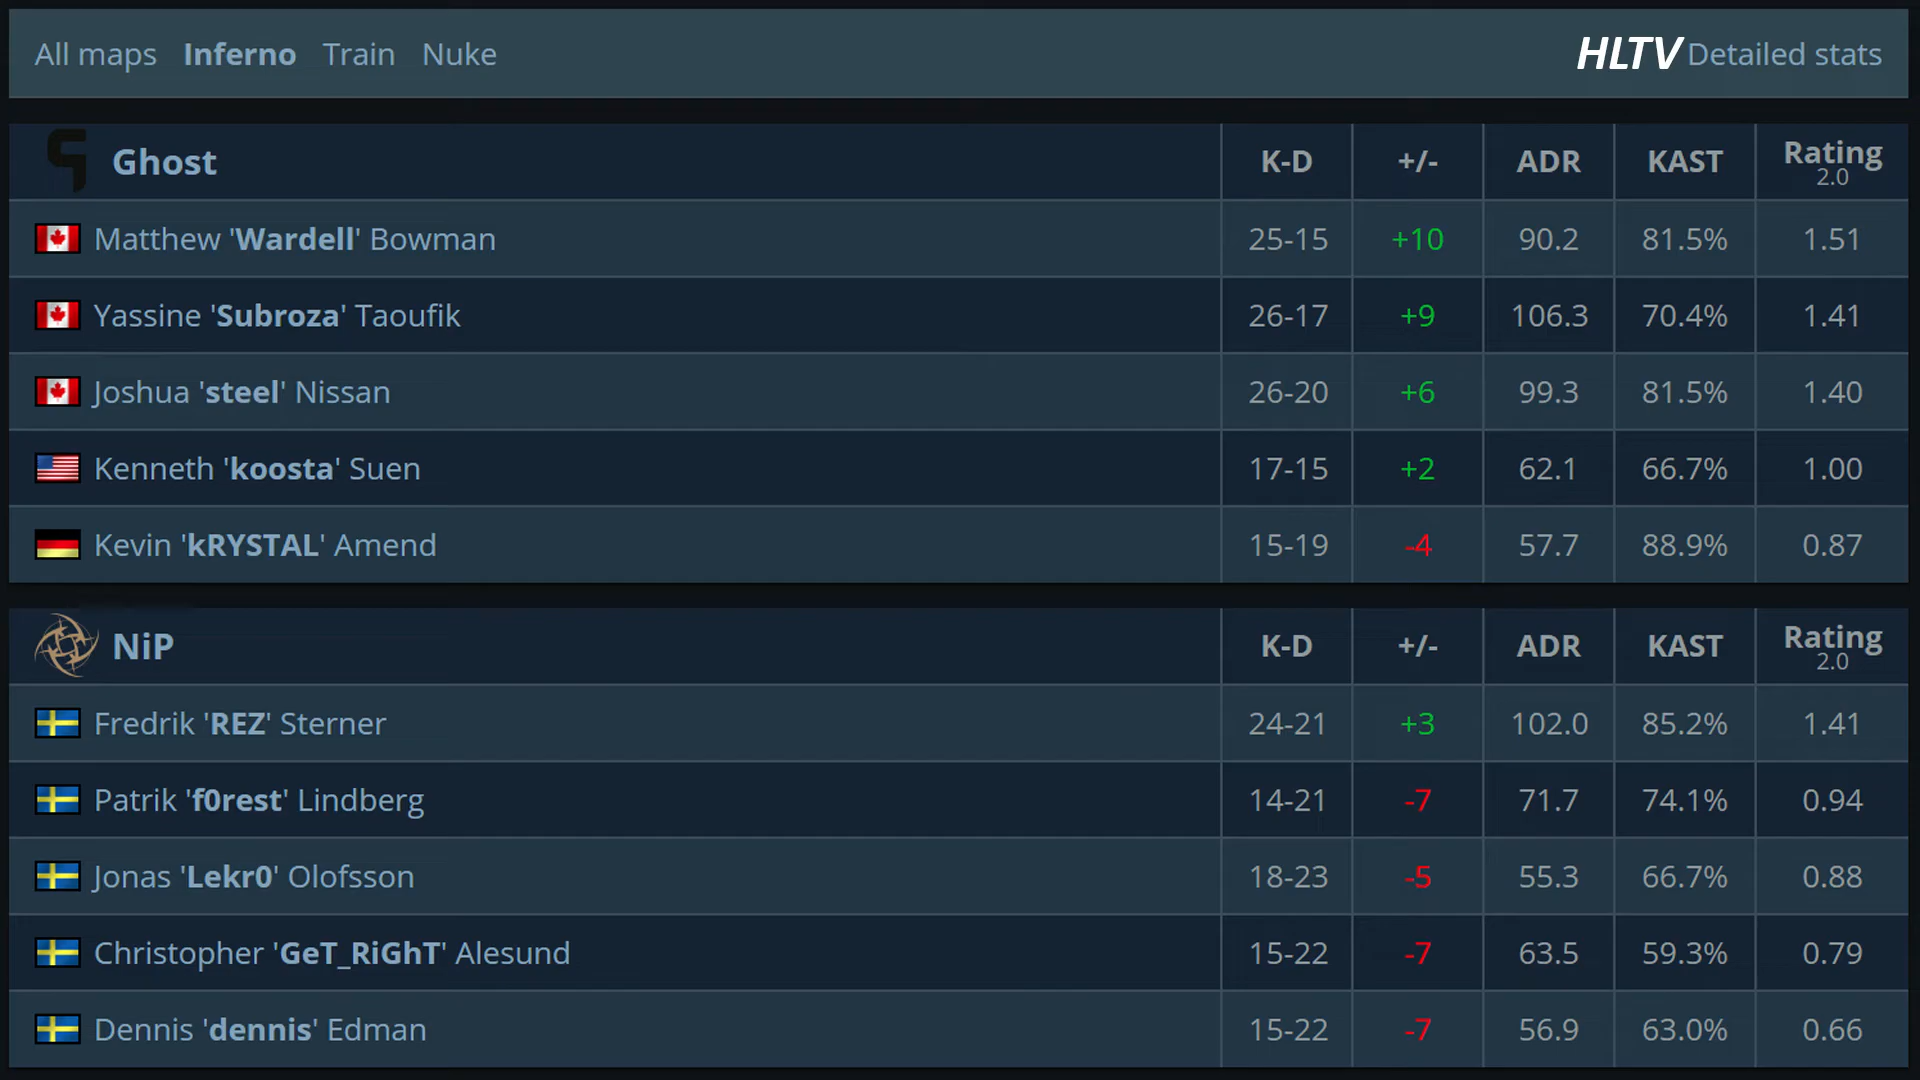 All maps Inferno Train Nuke HLTV Detailed stats
Ghost K-D +/- ADR KAST Rating 2.0
Matthew 'Wardell' Bowman 25-15 +10 90.2 81.5% 1.51
Yassine 'Subroza' Taoufik 26-17 +9 106.3 70.4% 1.41
Joshua 'steel' Nissan 26-20 +6 99.3 81.5% 1.40
Kenneth 'koosta' Suen 17-15 +2 62.1 66.7% 1.00
Kevin 'kRYSTAL' Amend 15-19 -4 57.7 88.9% 0.87
NiP K-D +/- ADR KAST Rating 2.0
Fredrik 'REZ' Sterner 24-21 +3 102.0 85.2% 1.41
Patrik 'f0rest' Lindberg 14-21 -7 71.7 74.1% 0.94
Jonas 'Lekr0' Olofsson 18-23 -5 55.3 66.7% 0.88
Christopher 'GeT_RiGhT' Alesund 15-22 -7 63.5 59.3% 0.79
Dennis 'dennis' Edman 15-22 -7 56.9 63.0% 0.66